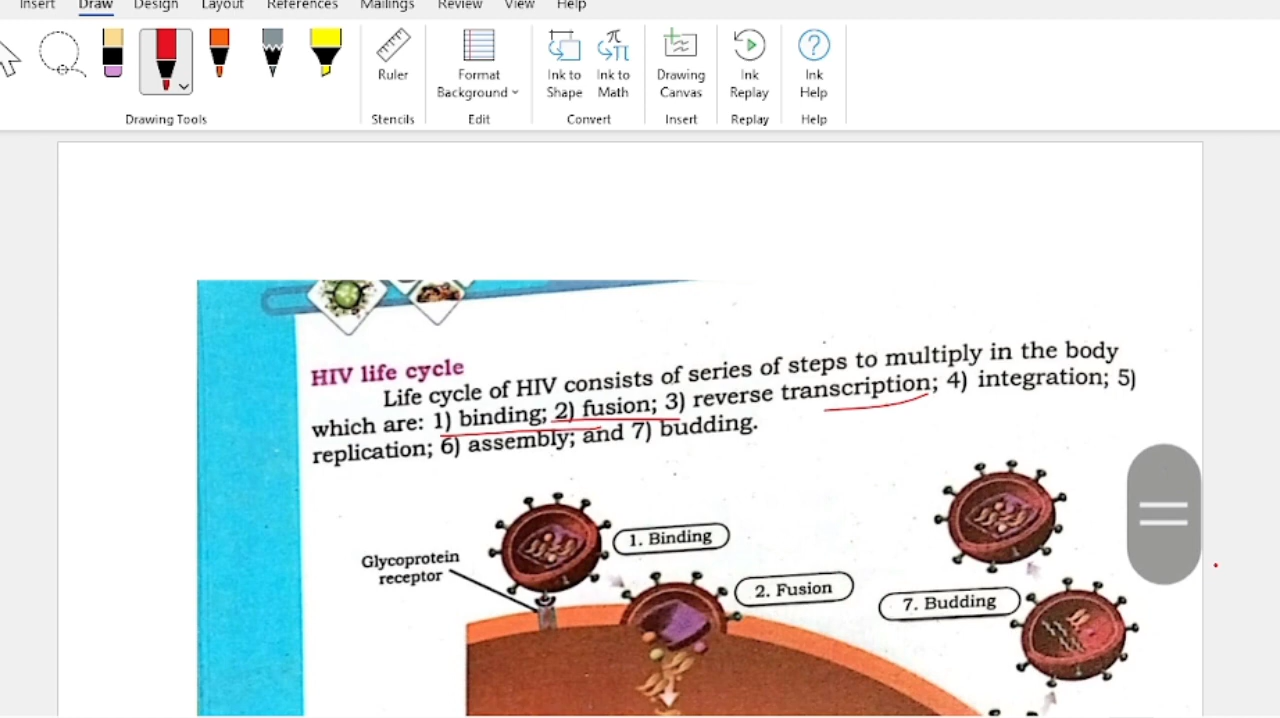 Insert Draw Design Layout References Mailings Review View Help
Ruler
Format Background
Ink to Shape
Ink to Math
Drawing Canvas
Ink Replay
Ink Help
Drawing Tools Stencils Edit Convert Insert Replay Help
HIV life cycle
Life cycle of HIV consists of series of steps to multiply in the body
which are: 1) binding; 2) fusion; 3) reverse transcription; 4) integration; 5)
replication; 6) assembly; and 7) budding.
1. Binding
Glycoprotein
receptor
2. Fusion
7. Budding